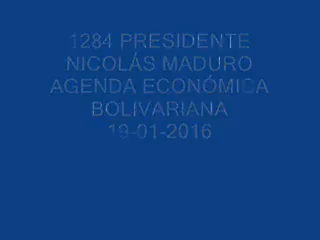 1284 PRESIDENTE
NICOLÁS MADURO
AGENDA ECONÓMICA
BOLIVARIANA
19-01-2016